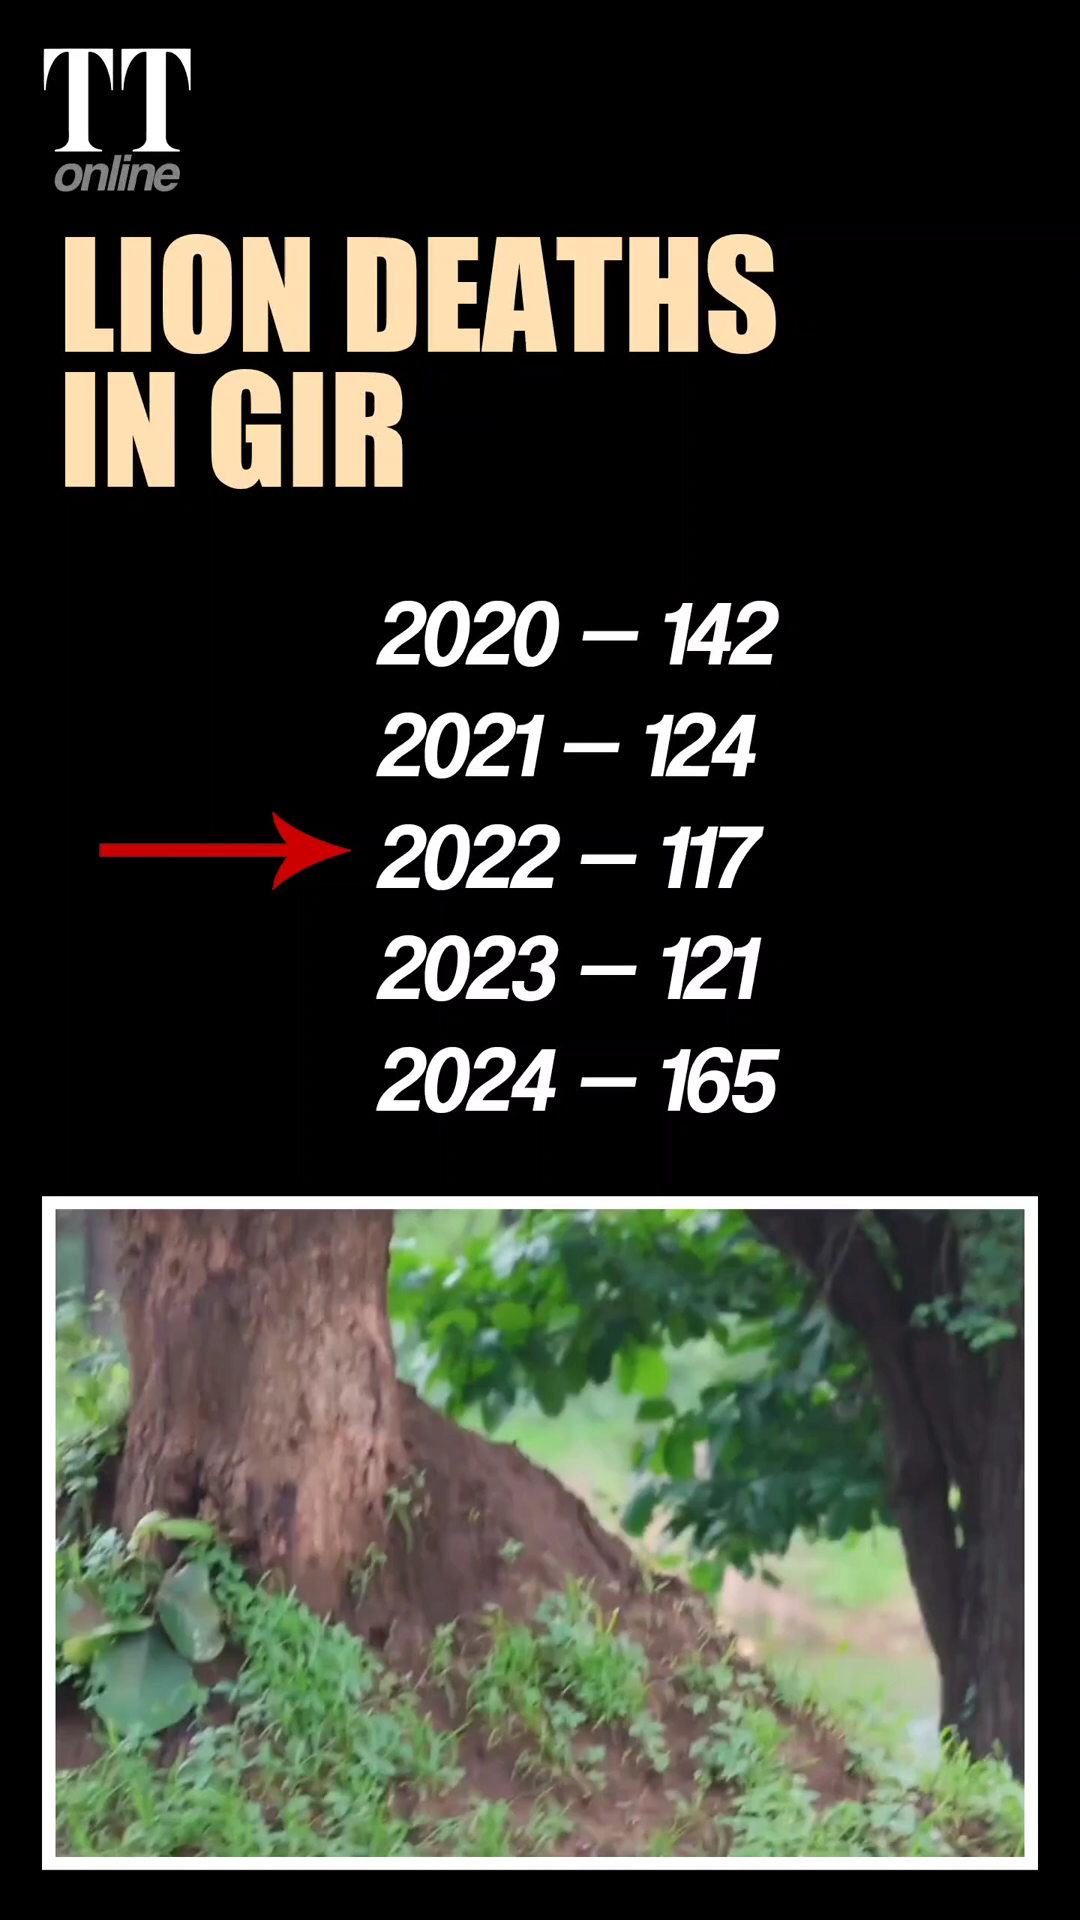 TT
online
LION DEATHS
IN GIR
2020 – 142
2021 – 124
2022 – 117
2023 – 121
2024 – 165